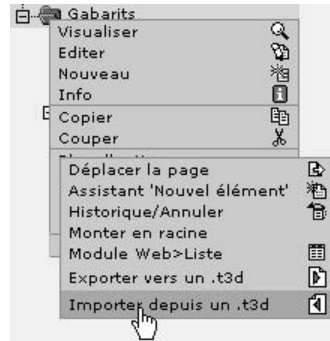 Gabarits
Visualiser
Editer
Nouveau
Info
Copier
Couper
Déplacer la page
Assistant 'Nouvel élément'
Historique/Annuler
Monter en racine
Module Web>Liste
Exporter vers un .t3d
Importer depuis un .t3d